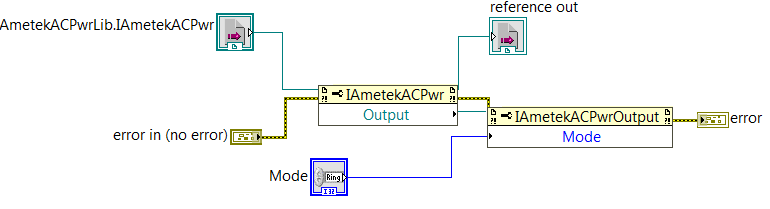 reference out
AmetekACPwrLib.IAmetekACPwr
IAmetekACPwr
Output
IAmetekACPwrOutput
Mode
error in (no error)
error
Mode
Ring
I32